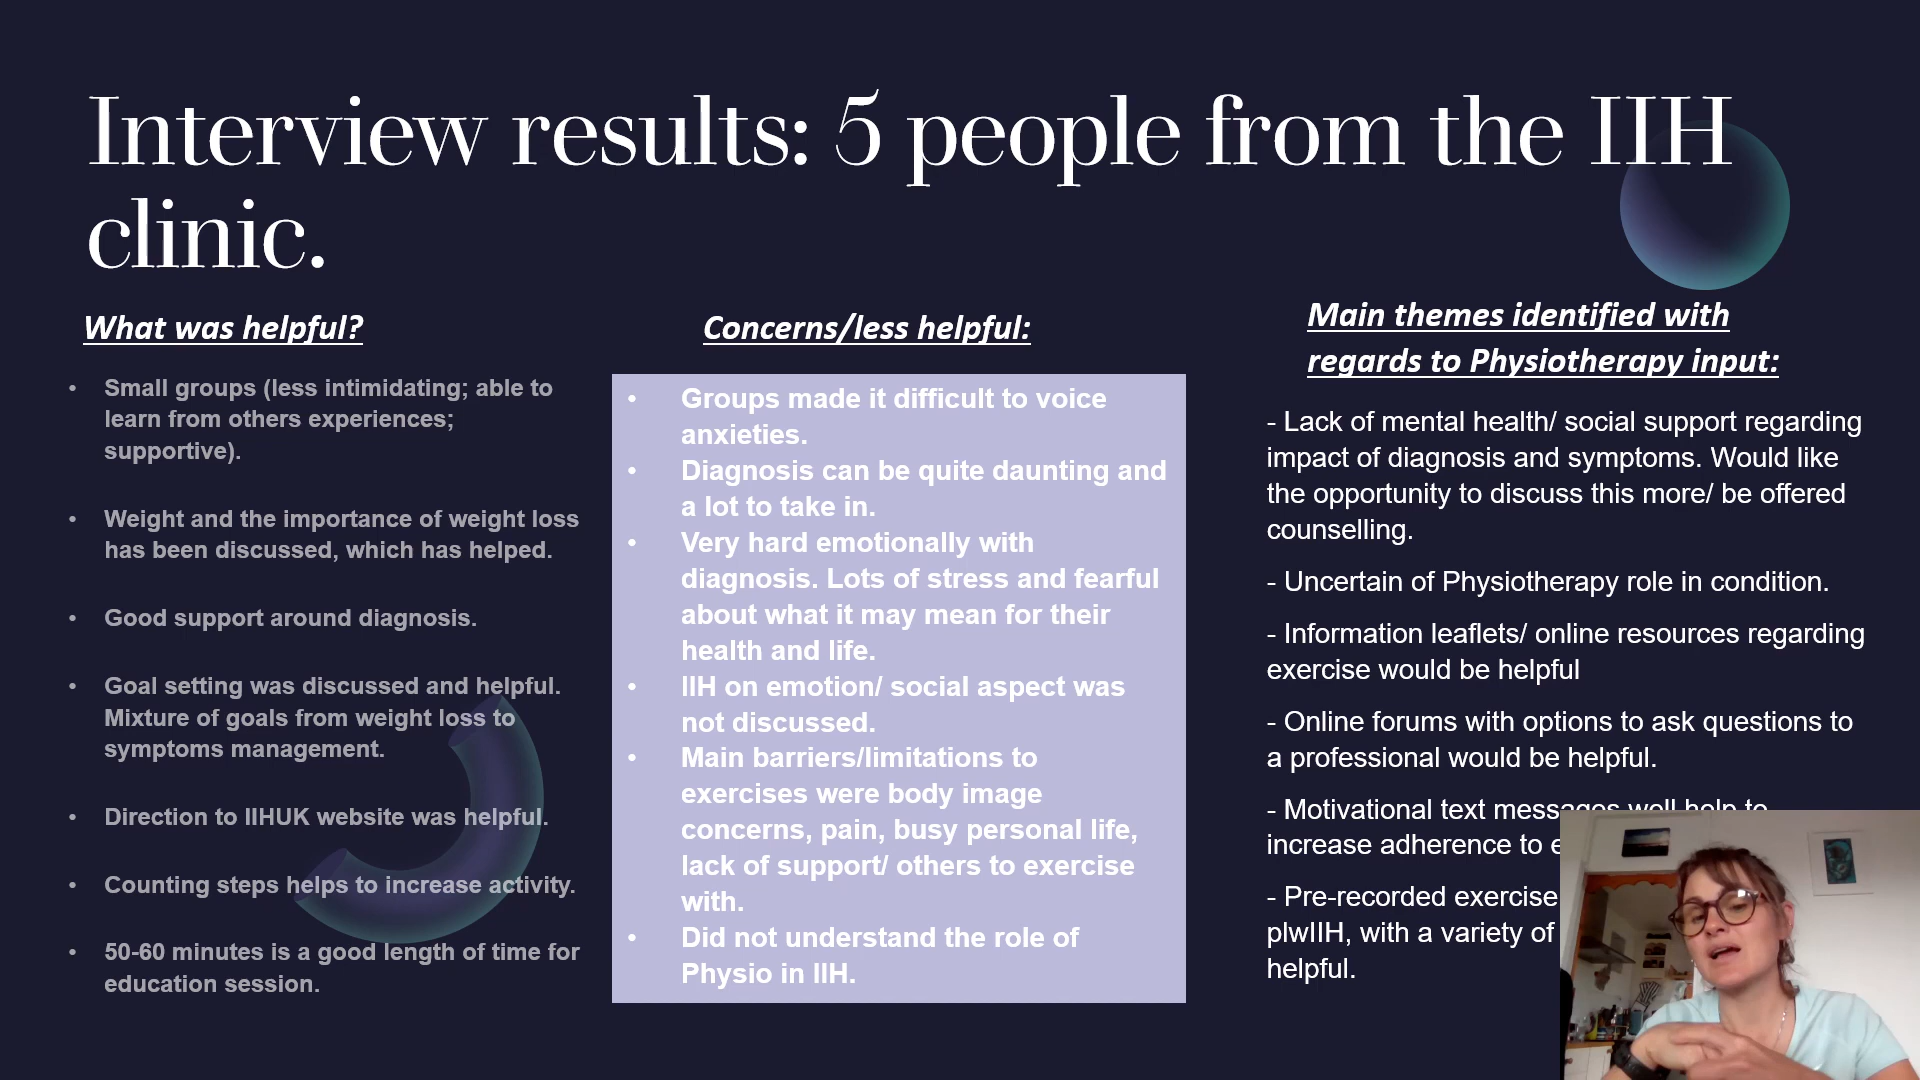 Interview results: 5 people from the IIH
clinic.
What was helpful?
• Small groups (less intimidating; able to
learn from others experiences;
supportive).
• Weight and the importance of weight loss
has been discussed, which has helped.
• Good support around diagnosis.
• Goal setting was discussed and helpful.
Mixture of goals from weight loss to
symptoms management.
• Direction to IIHUK website was helpful.
• Counting steps helps to increase activity.
• 50-60 minutes is a good length of time for
education session.
Concerns/less helpful:
• Groups made it difficult to voice
anxieties.
• Diagnosis can be quite daunting and
a lot to take in.
• Very hard emotionally with
diagnosis. Lots of stress and fearful
about what it may mean for their
health and life.
• IIH on emotion/ social aspect was
not discussed.
• Main barriers/limitations to
exercises were body image
concerns, pain, busy personal life,
lack of support/ others to exercise
with.
• Did not understand the role of
Physio in IIH.
Main themes identified with
regards to Physiotherapy input:
- Lack of mental health/ social support regarding
impact of diagnosis and symptoms. Would like
the opportunity to discuss this more/ be offered
counselling.
- Uncertain of Physiotherapy role in condition.
- Information leaflets/ online resources regarding
exercise would be helpful
- Online forums with options to ask questions to
a professional would be helpful.
- Motivational text messages well help to
increase adherence to
- Pre-recorded exercise
plwIIH, with a variety of
helpful.